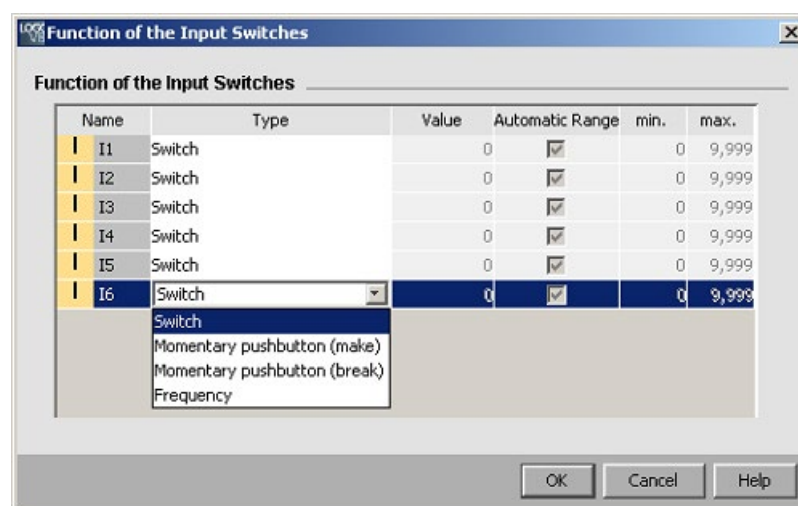 Function of the Input Switches
Function of the Input Switches
Name Type Value Automatic Range min. max.
I I1 Switch 0 0 9,999
I I2 Switch 0 0 9,999
I I3 Switch 0 0 9,999
I I4 Switch 0 0 9,999
I I5 Switch 0 0 9,999
I I6 Switch 0 0 9,999
Switch
Momentary pushbutton (make)
Momentary pushbutton (break)
Frequency
OK Cancel Help